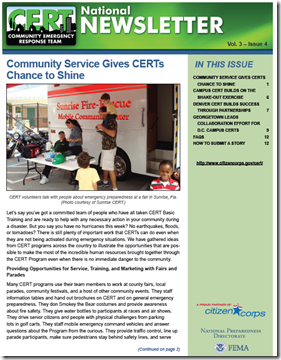 CERT
COMMUNITY EMERGENCY
RESPONSE TEAM
National
NEWSLETTER
Vol. 3 – Issue 4
Community Service Gives CERTs
Chance to Shine
Sunrise Fire-Rescue
Mobile Command Center
CERT volunteers talk with people about emergency preparedness at a fair in Sunrise, Fla.
(Photo courtesy of Sunrise CERT)
Let's say you've got a committed team of people who have all taken CERT Basic
Training and are ready to help with any necessary action in your community during
a disaster. But you say you have no hurricanes this week? No earthquakes, floods,
or tornadoes? There is still plenty of important work that CERTs can do even when
they are not being activated during emergency situations. We have gathered ideas
from CERT programs across the country to illustrate the opportunities that are pos-
sible to make the most of the incredible human resources brought together through
the CERT Program even when there is no immediate danger to the community.
Providing Opportunities for Service, Training, and Marketing with Fairs and
Parades
Many CERT programs use their team members to work at county fairs, local
parades, community festivals, and a host of other community events. They staff
information tables and hand out brochures on CERT and on general emergency
preparedness. They don Smokey the Bear costumes and provide awareness
about fire safety. They give water bottles to participants at races and air shows.
They drive senior citizens and people with physical challenges from parking
lots in golf carts. They staff mobile emergency command vehicles and answer
questions about the Program from the curious. They provide traffic control, line up
parade participants, make sure pedestrians stay behind safety lines, and serve
(Continued on page 2)
IN THIS ISSUE
COMMUNITY SERVICE GIVES CERTS
CHANCE TO SHINE 1
CAMPUS CERT BUILDS ON THE
SHAKE-OUT EXERCISE 6
DENVER CERT BUILDS SUCCESS
THROUGH PARTNERSHIPS 7
GEORGETOWN LEADS
COLLABORATION EFFORT FOR
D.C. CAMPUS CERTS 9
FAQS 12
HOW TO SUBMIT A STORY 12
http://www.citizencorps.gov/cert/
A PROUD PARTNER OF
citizen corps
NATIONAL PREPAREDNESS
DIRECTORATE
FEMA